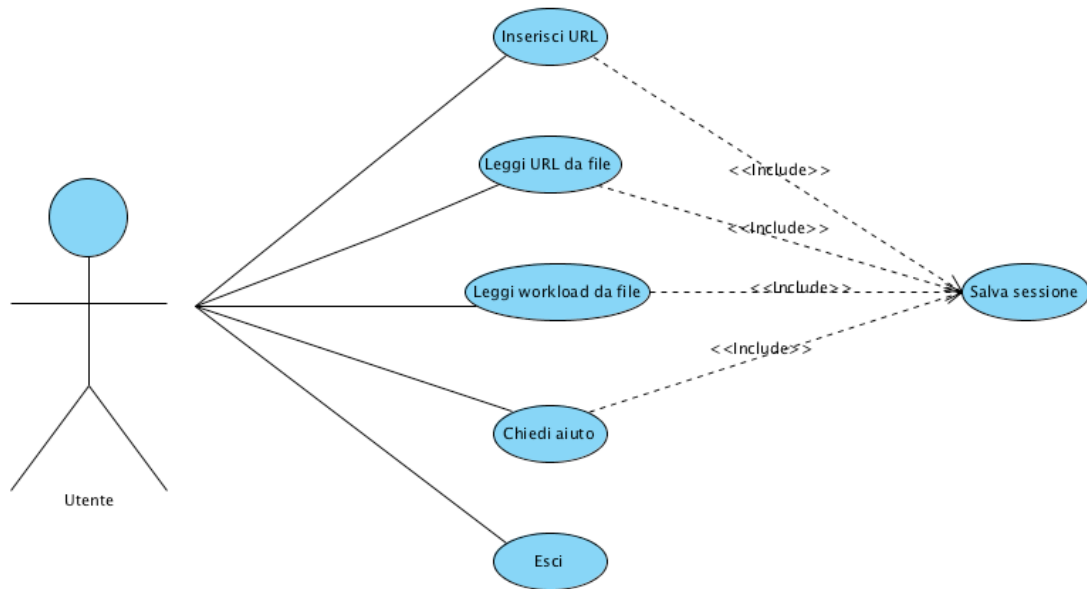 Inserisci URL
Leggi URL da file
<<Include>>
<<Include>>
Leggi workload da file
<<Include>>
Salva sessione
<<Include>>
Chiedi aiuto
Utente
Esci